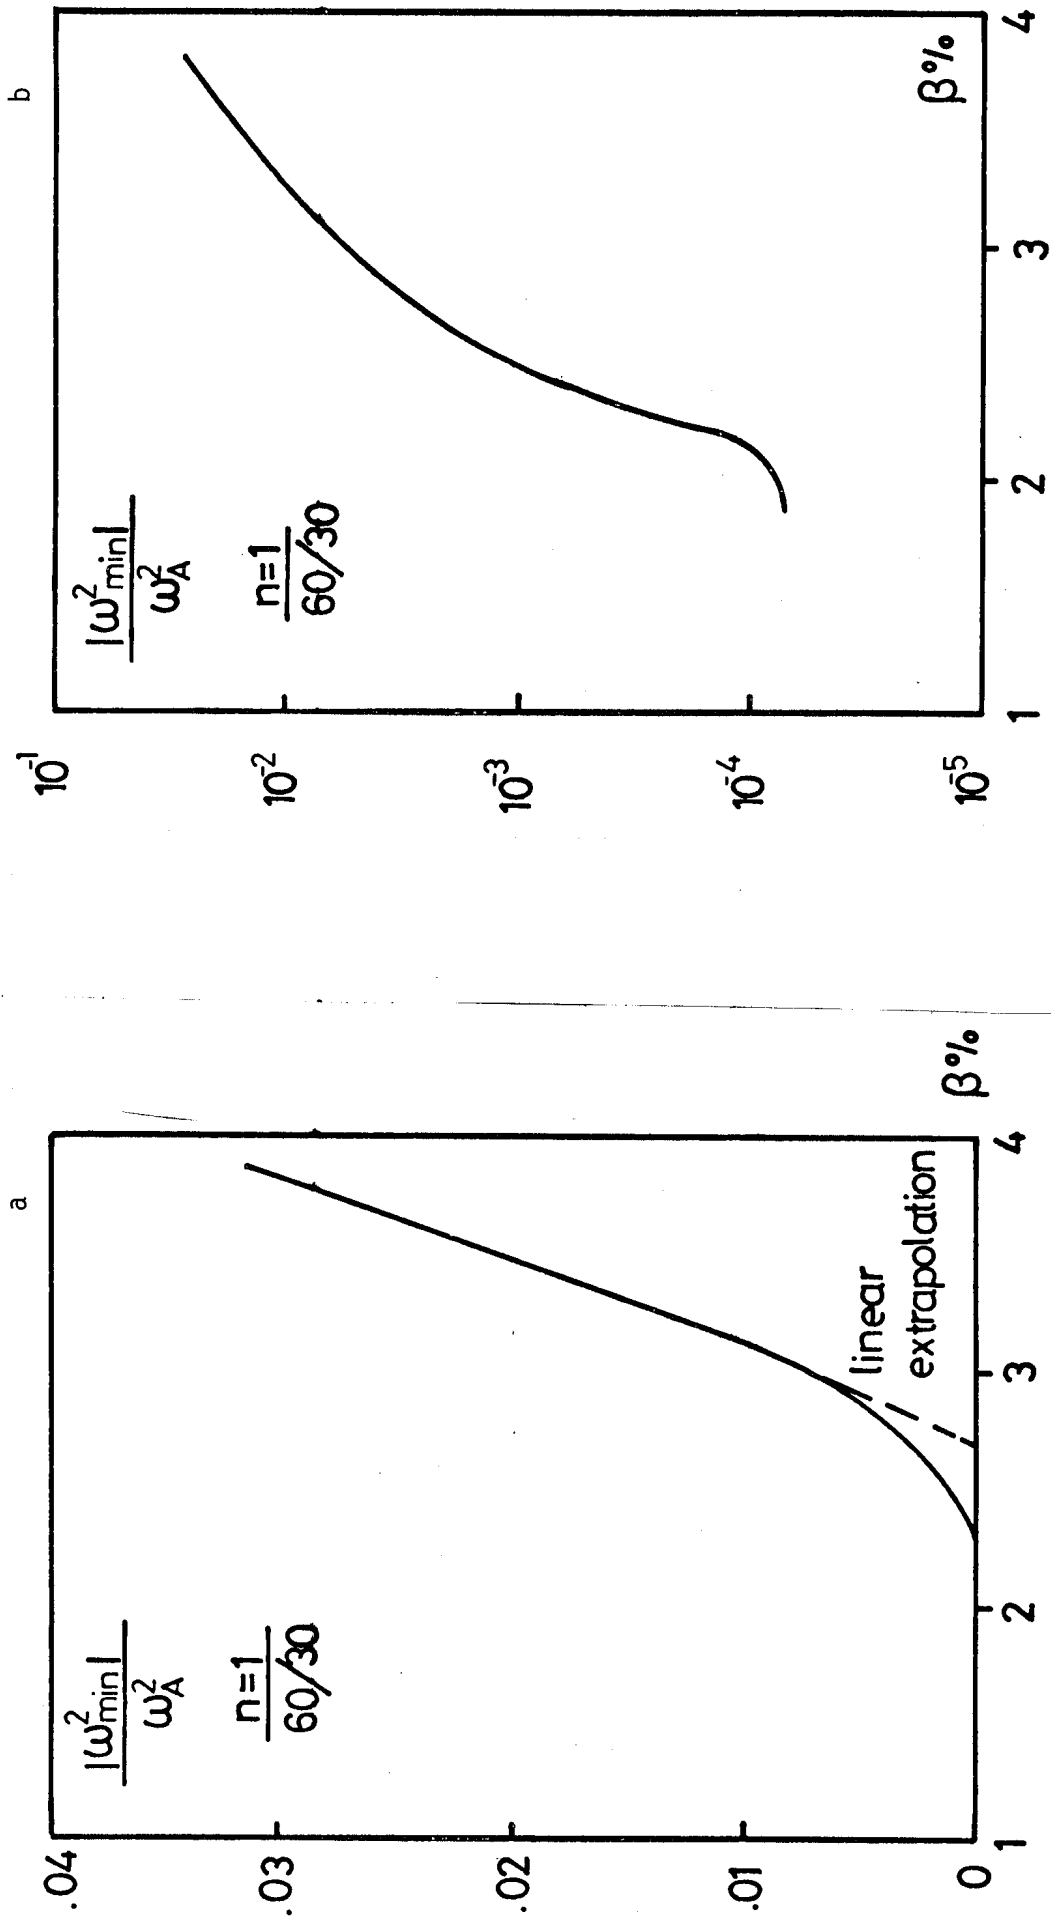 a
.04
.03
.02
.01
0
|ω²min|
ω²A
n=1
60/30
linear
extrapolation
1 2 3 4
β%
b
10⁻¹
10⁻²
10⁻³
10⁻⁴
10⁻⁵
|ω²min|
ω²A
n=1
60/30
1 2 3 4
β%